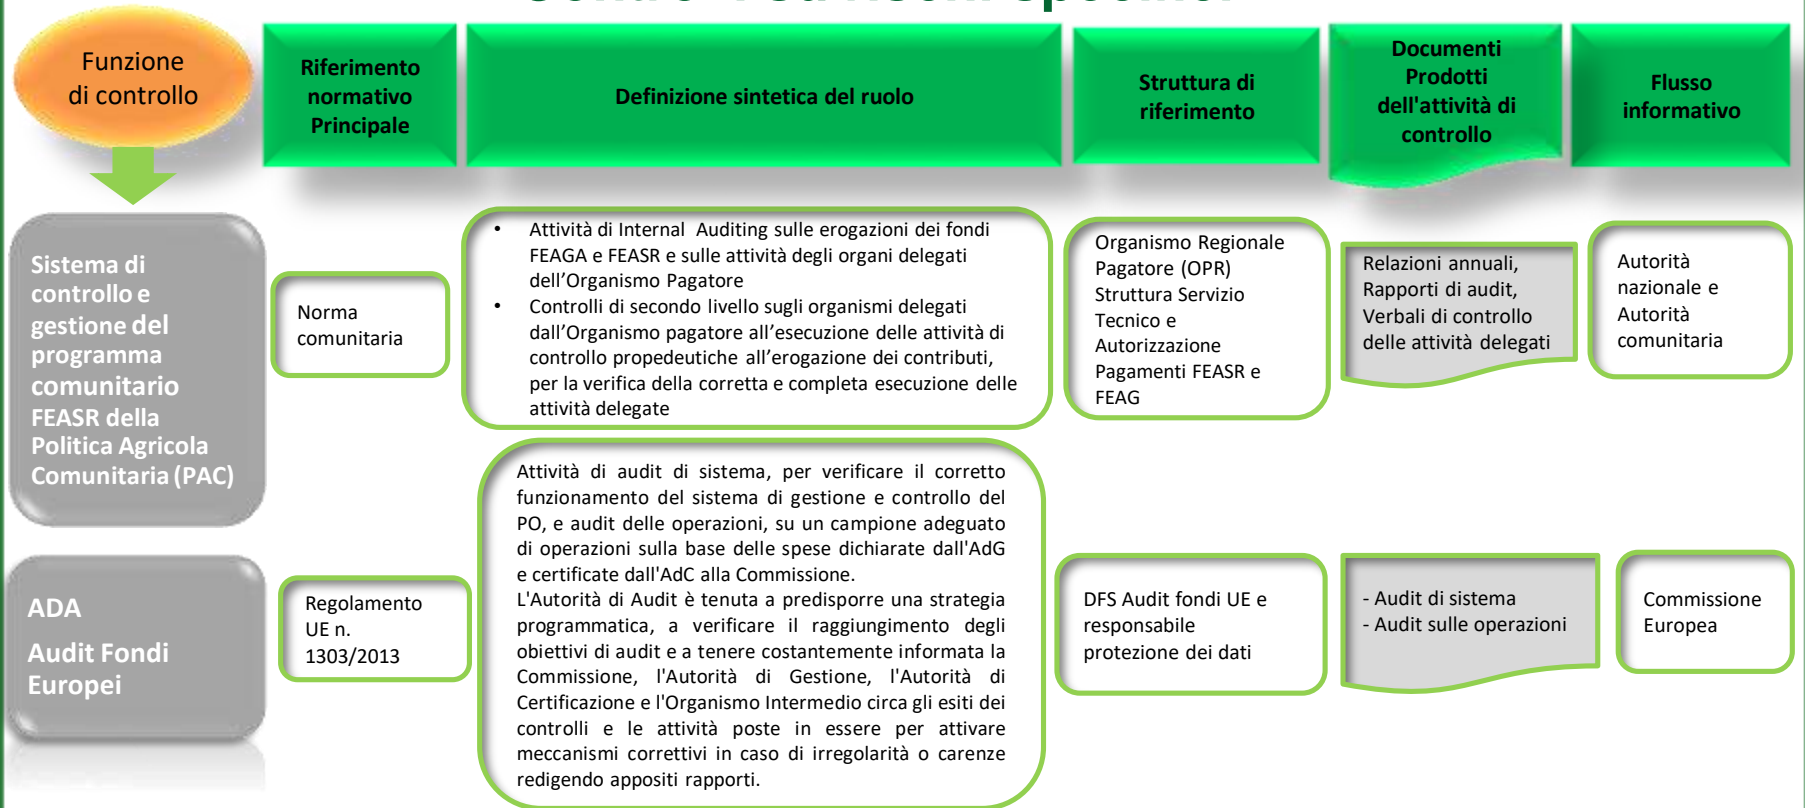 Funzione
di controllo
Riferimento
normativo
Principale
Definizione sintetica del ruolo
Struttura di
riferimento
Documenti
Prodotti
dell'attività di
controllo
Flusso
informativo
Sistema di
controllo e
gestione del
programma
comunitario
FEASR della
Politica Agricola
Comunitaria (PAC)
Norma
comunitaria
• Attività di Internal Auditing sulle erogazioni dei fondi
FEAGA e FEASR e sulle attività degli organi delegati
dell’Organismo Pagatore
• Controlli di secondo livello sugli organismi delegati
dall’Organismo pagatore all’esecuzione delle attività di
controllo propedeutiche all’erogazione dei contributi,
per la verifica della corretta e completa esecuzione delle
attività delegate
Organismo Regionale
Pagatore (OPR)
Struttura Servizio
Tecnico e
Autorizzazione
Pagamenti FEASR e
FEAG
Relazioni annuali,
Rapporti di audit,
Verbali di controllo
delle attività delegati
Autorità
nazionale e
Autorità
comunitaria
ADA
Audit Fondi
Europei
Regolamento
UE n.
1303/2013
Attività di audit di sistema, per verificare il corretto
funzionamento del sistema di gestione e controllo del
PO, e audit delle operazioni, su un campione adeguato
di operazioni sulla base delle spese dichiarate dall'AdG
e certificate dall'AdC alla Commissione.
L'Autorità di Audit è tenuta a predisporre una strategia
programmatica, a verificare il raggiungimento degli
obiettivi di audit e a tenere costantemente informata la
Commissione, l'Autorità di Gestione, l'Autorità di
Certificazione e l'Organismo Intermedio circa gli esiti dei
controlli e le attività poste in essere per attivare
meccanismi correttivi in caso di irregolarità o carenze
redigendo appositi rapporti.
DFS Audit fondi UE e
responsabile
protezione dei dati
- Audit di sistema
- Audit sulle operazioni
Commissione
Europea